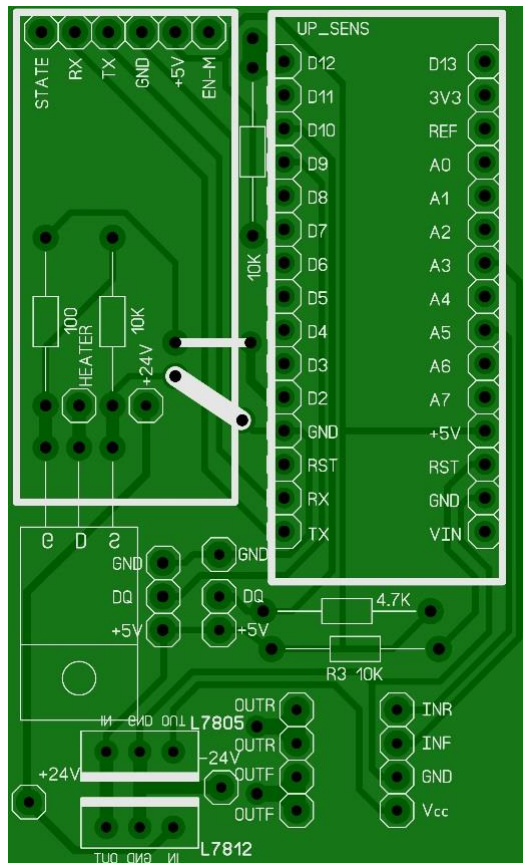 UP_SENS
STATE
RX
TX
GND
+5V
EN-M
D12
D11
D10
D9
D8
D7
D6
D5
D4
D3
D2
GND
RST
RX
TX
D13
3V3
REF
A0
A1
A2
A3
A4
A5
A6
A7
+5V
RST
GND
VIN
10K
100
HEATER
10K
+24V
G
D
S
GND
DQ
+5V
GND
DQ
+5V
4.7K
R3 10K
IN
GND
OUT
L7805
-24V
+24V
OUT
GND
IN
L7812
OUTR
OUTR
OUTF
OUTF
INR
INF
GND
Vcc